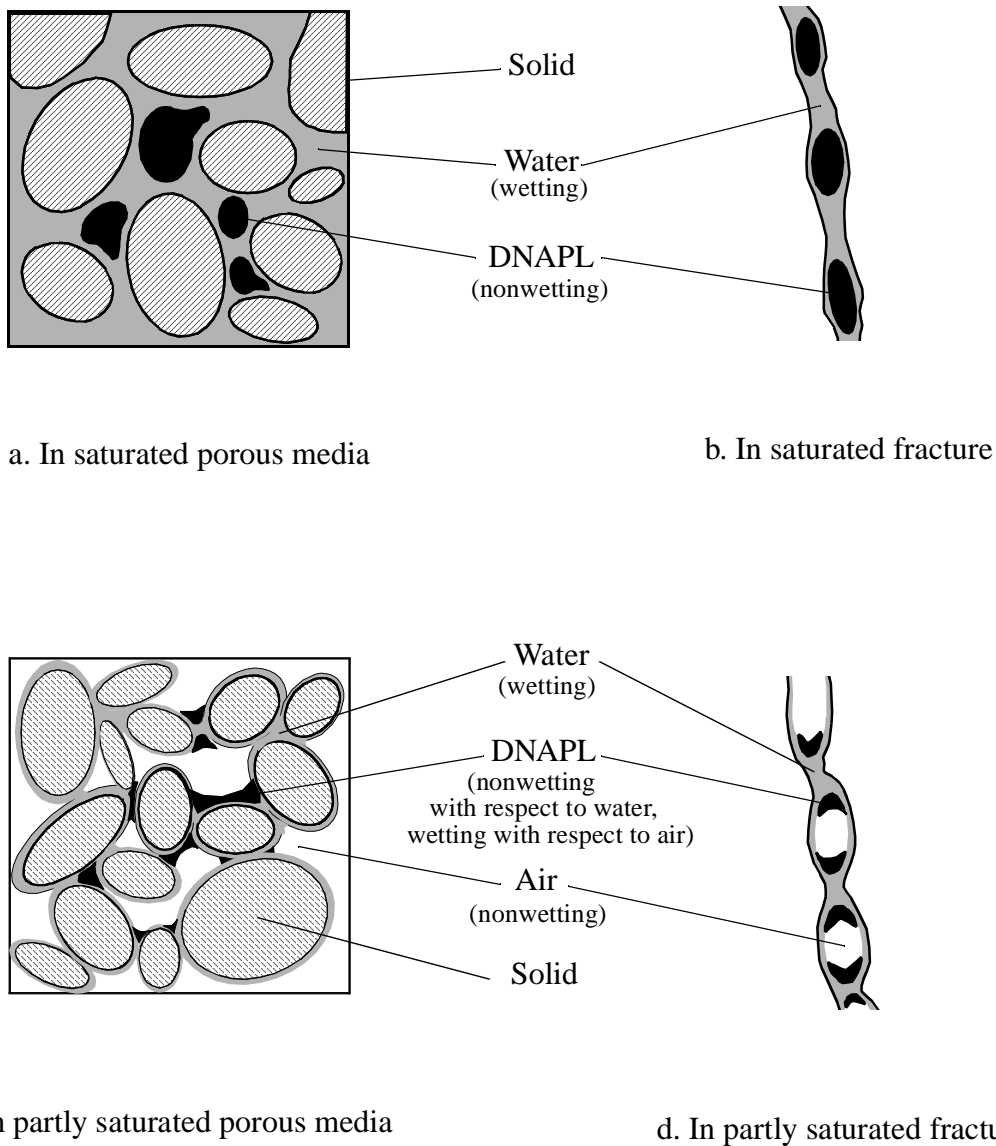 Solid
Water
(wetting)
DNAPL
(nonwetting)
a. In saturated porous media
b. In saturated fracture
Water
(wetting)
DNAPL
(nonwetting
with respect to water,
wetting with respect to air)
Air
(nonwetting)
Solid
partly saturated porous media
d. In partly saturated